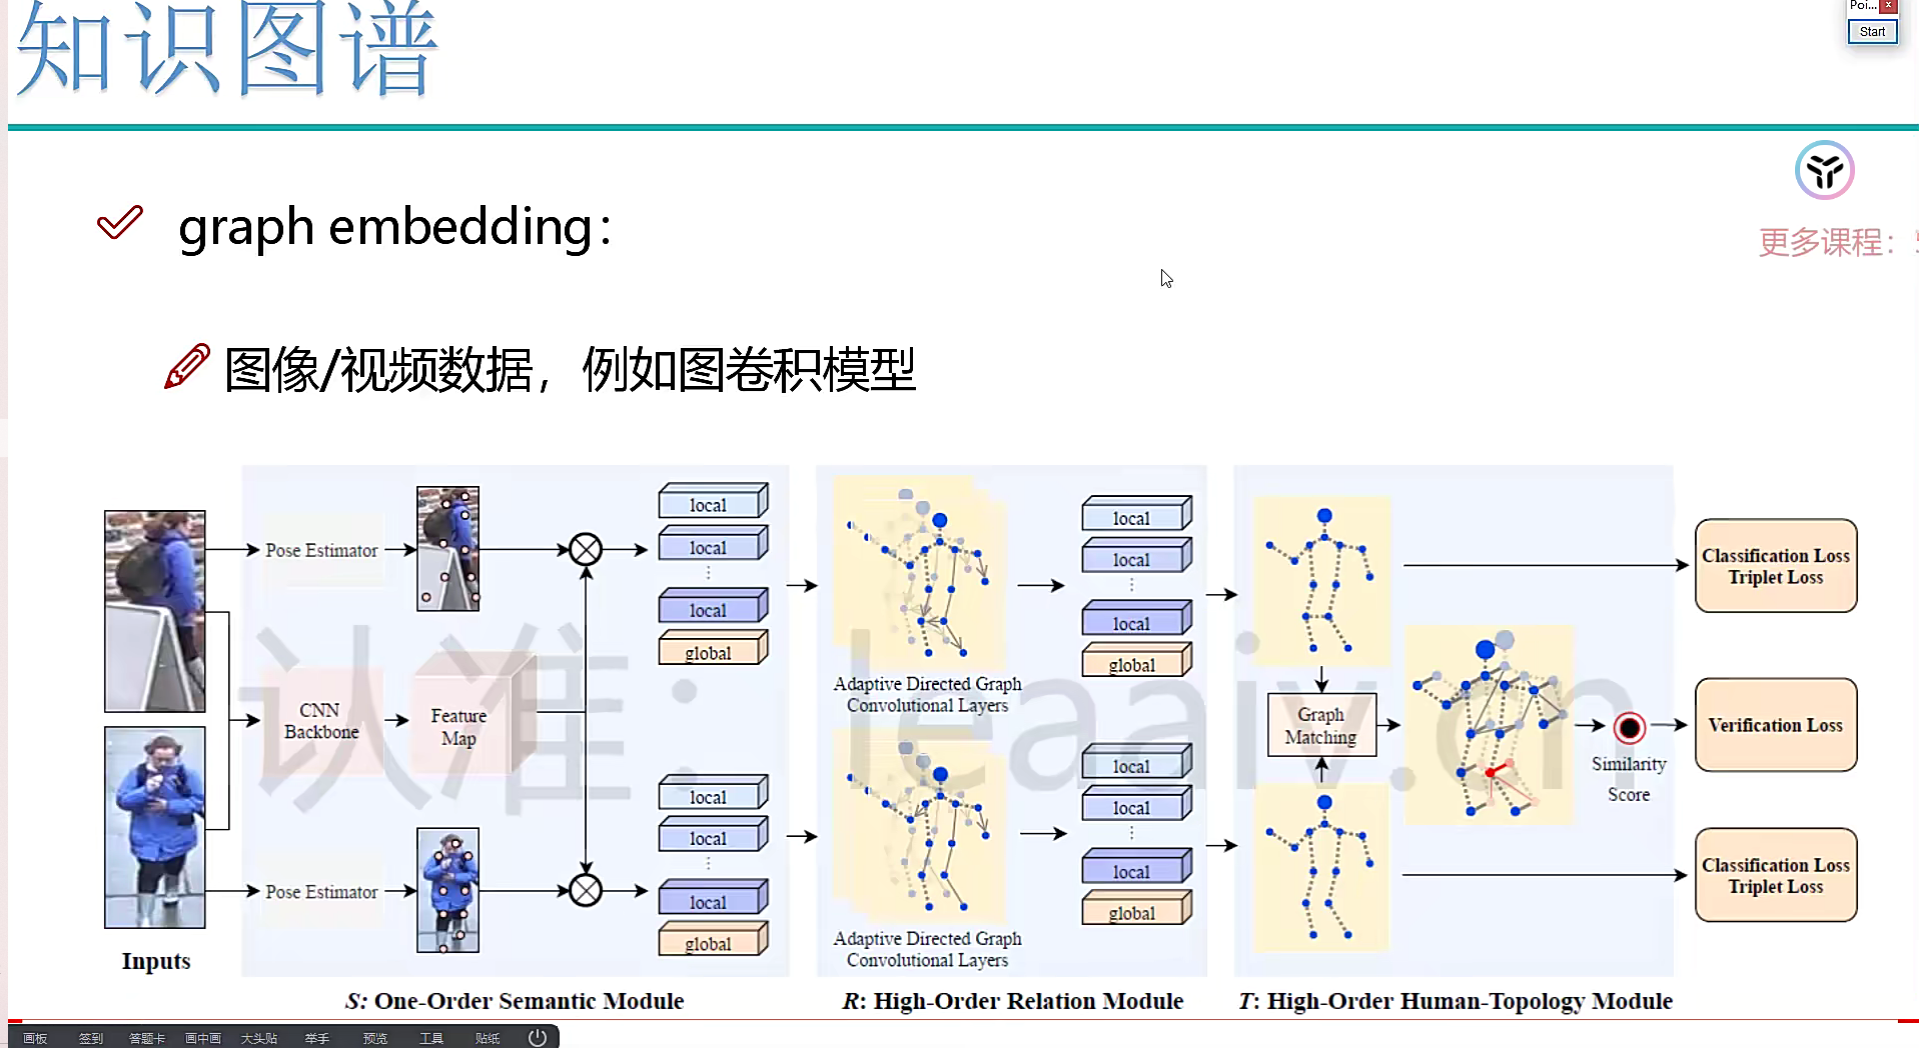 知识图谱
Poi...
Start
graph embedding：
更多课程：
图像/视频数据，例如图卷积模型
Pose Estimator
local
local
local
global
CNN
Backbone
Feature
Map
Pose Estimator
local
local
local
global
Inputs
S: One-Order Semantic Module
Adaptive Directed Graph
Convolutional Layers
local
local
local
global
Adaptive Directed Graph
Convolutional Layers
local
local
local
global
R: High-Order Relation Module
Graph
Matching
Similarity
Score
T: High-Order Human-Topology Module
Classification Loss
Triplet Loss
Verification Loss
Classification Loss
Triplet Loss
认准：leaaiv.cn
画板 签到 答题卡 画中画 大头贴 举手 预览 工具 贴纸